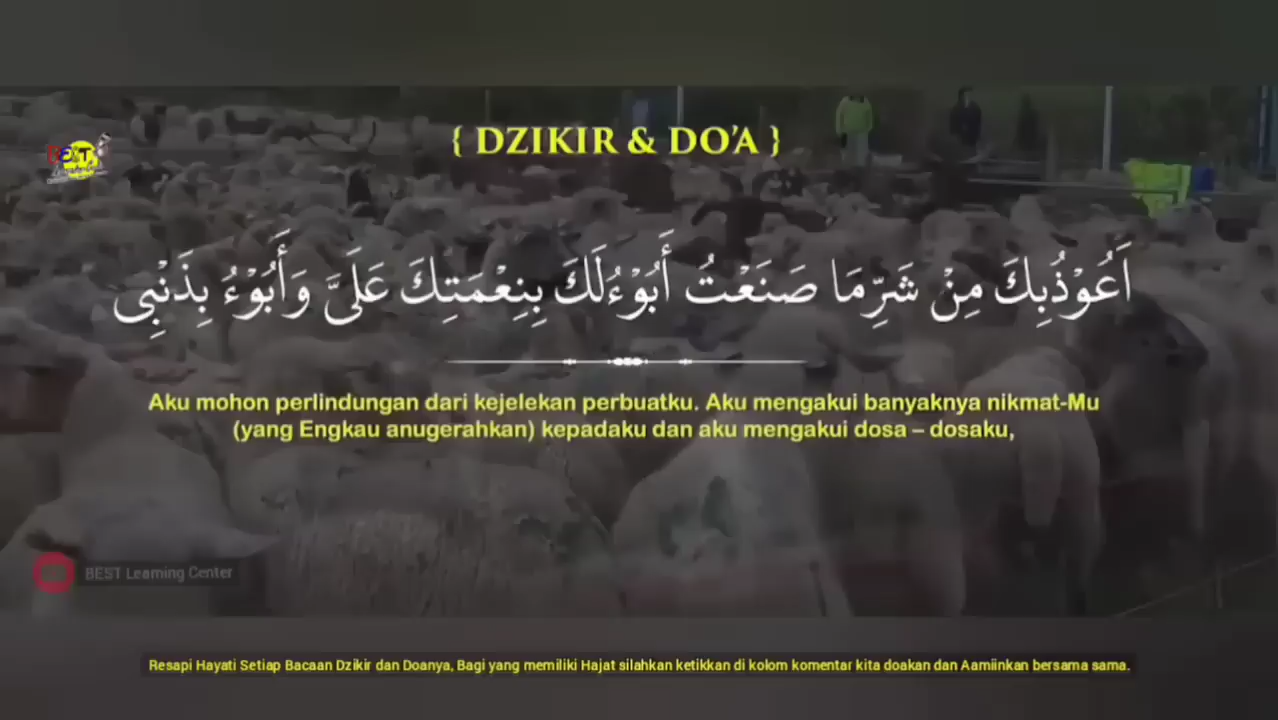 { DZIKIR & DO’A }
اَعُوْذُبِكَ مِنْ شَرِّمَا صَنَعْتُ أَبُوْءُلَكَ بِنِعْمَتِكَ عَلَىَّ وَأَبُوْءُ بِذَنْبِى
Aku mohon perlindungan dari kejelekan perbuatku. Aku mengakui banyaknya nikmat-Mu
(yang Engkau anugerahkan) kepadaku dan aku mengakui dosa – dosaku,
BEST Learning Center
Resapi Hayati Setiap Bacaan Dzikir dan Doanya, Bagi yang memiliki Hajat silahkan ketikkan di kolom komentar kita doakan dan Aamiinkan bersama sama.